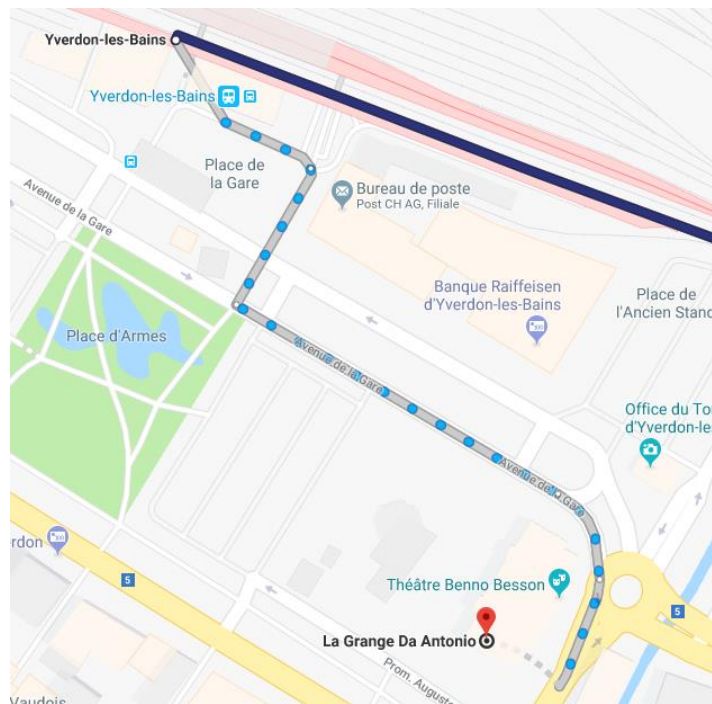 Yverdon-les-Bains
Yverdon-les-Bains
Place de
la Gare
Avenue de la Gare
Bureau de poste
Post CH AG, Filiale
Banque Raiffeisen
d'Yverdon-les-Bains
Place de
l'Ancien Stand
Place d'Armes
Avenue de la Gare
Office du To
d'Yverdon-les
Avenue de la Gare
rdon
5
Théâtre Benno Besson
5
La Grange Da Antonio
Prom. Auguste
Vaudois